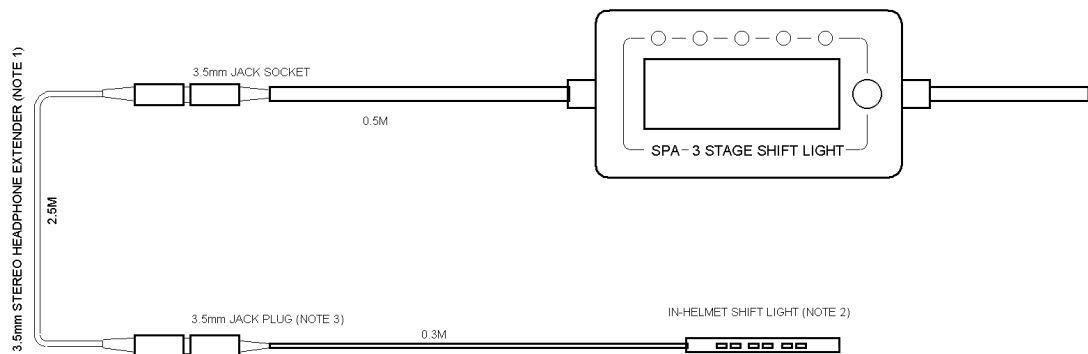 3.5mm JACK SOCKET
0.5M
SPA-3 STAGE SHIFT LIGHT
3.5mm STEREO HEADPHONE EXTENDER (NOTE 1)
2.5M
3.5mm JACK PLUG (NOTE 3)
0.3M
IN-HELMET SHIFT LIGHT (NOTE 2)